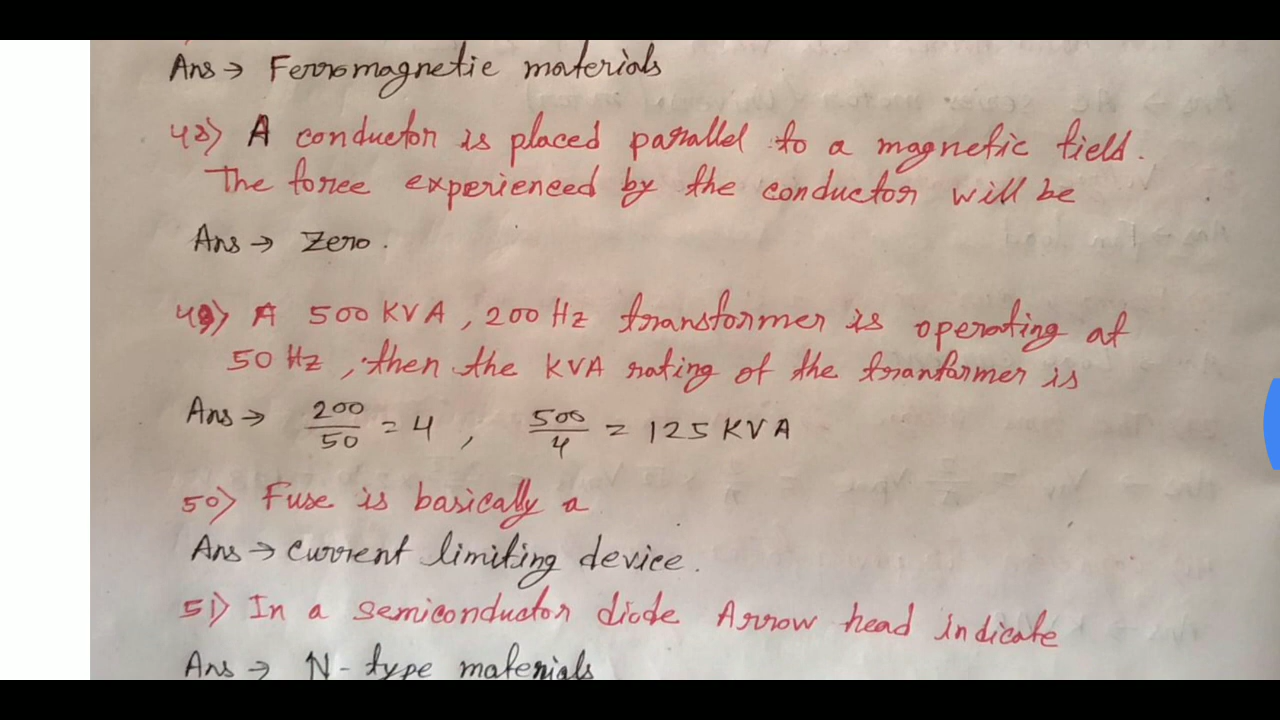 Ans → Ferromagnetic materials
48) A conductor is placed parallel to a magnetic field.
The force experienced by the conductor will be
Ans → Zero.
49) A 500 KVA, 200 Hz transformer is operating at
50 Hz, then the KVA rating of the tranformer is
Ans → 200/50 = 4, 500/4 = 125 KVA
50) Fuse is basically a
Ans → Current limiting device.
51) In a semiconductor diode Arrow head indicate
Ans → N-type materials